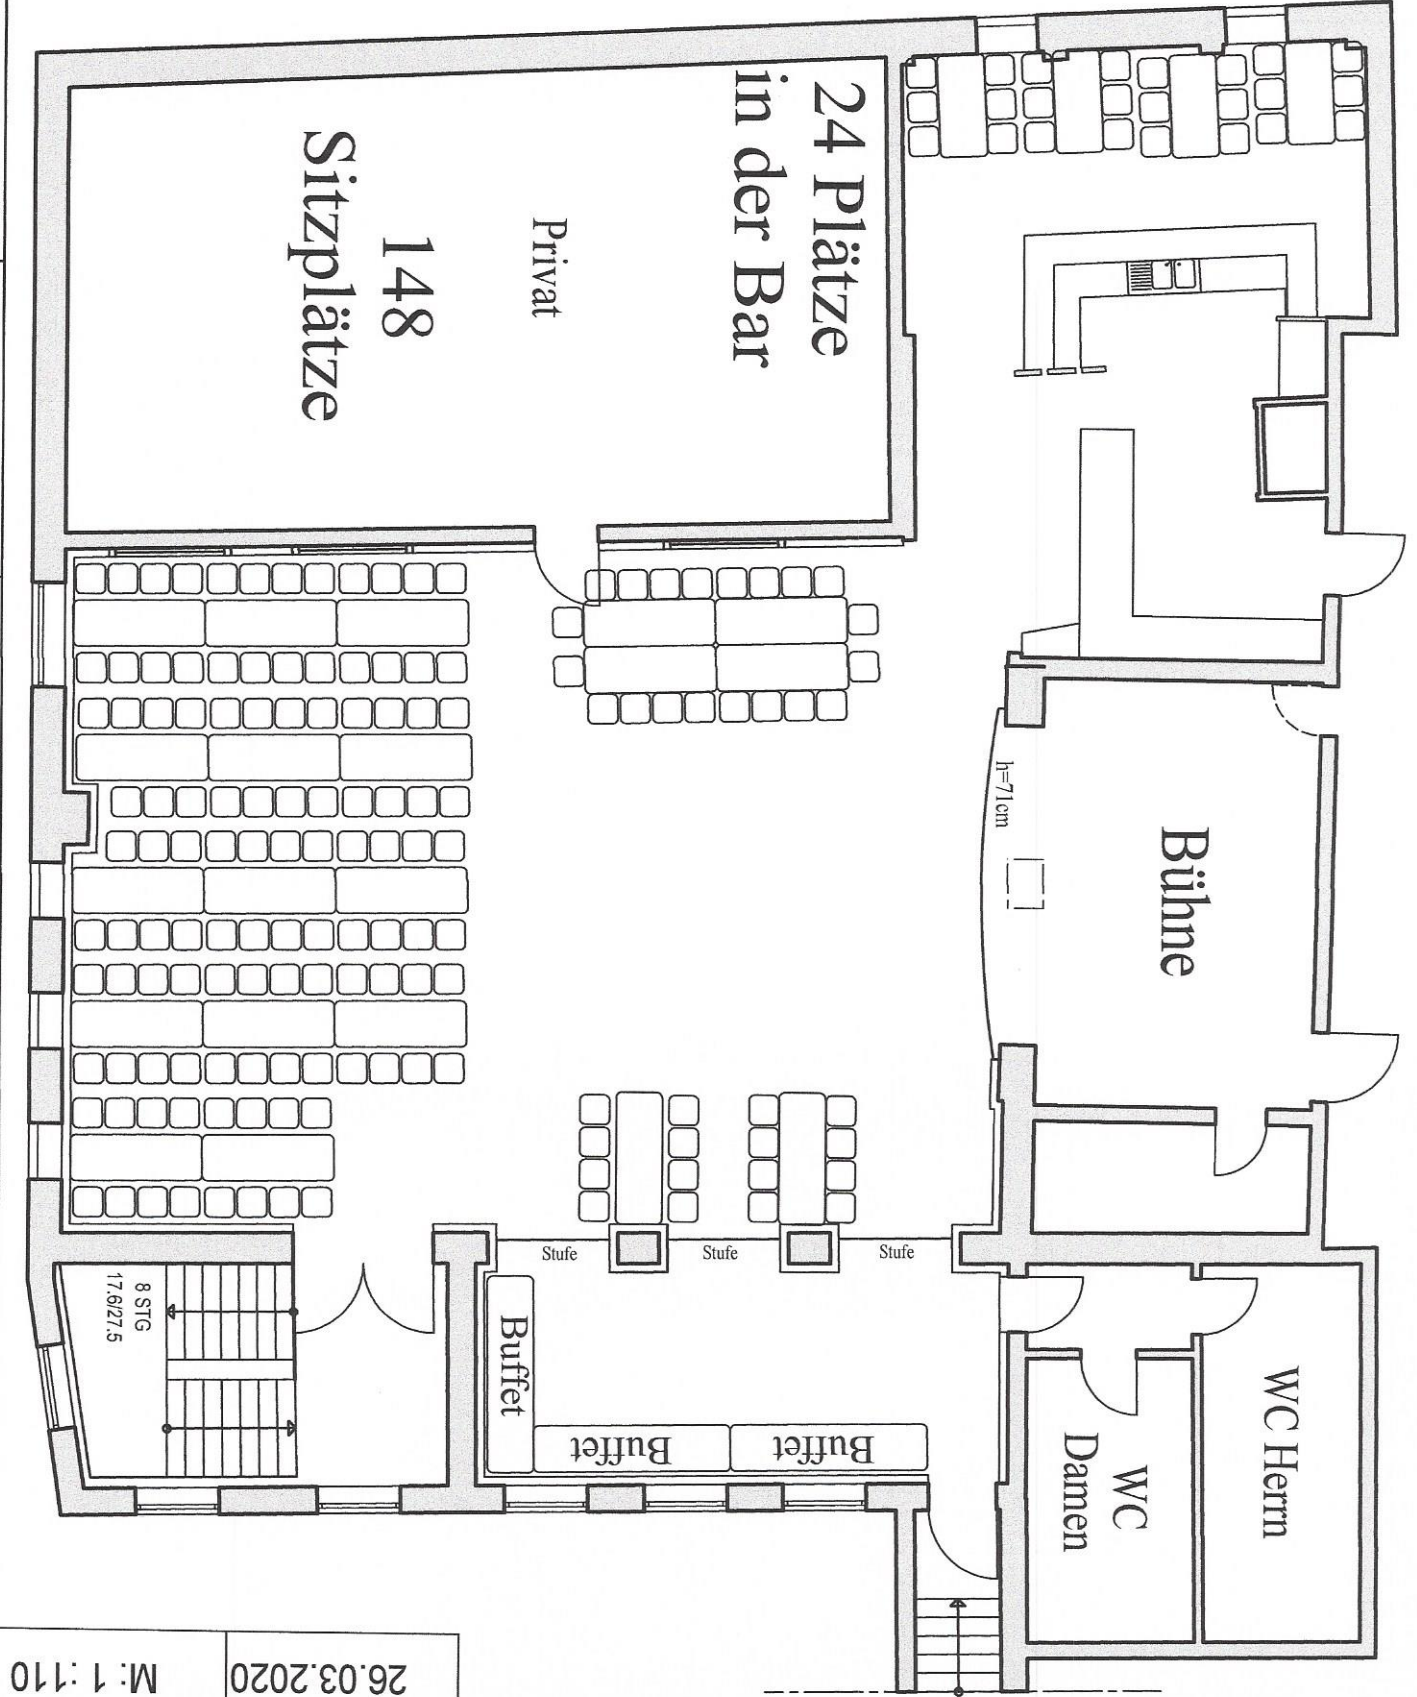 24 Plätze
in der Bar
Privat
148
Sitzplätze
h=71cm
Bühne
Stufe
Stufe
Stufe
8 STG
17.6/27.5
Buffet
Buffet
Buffet
WC Herrn
WC
Damen
26.03.2020
M: 1 : 110